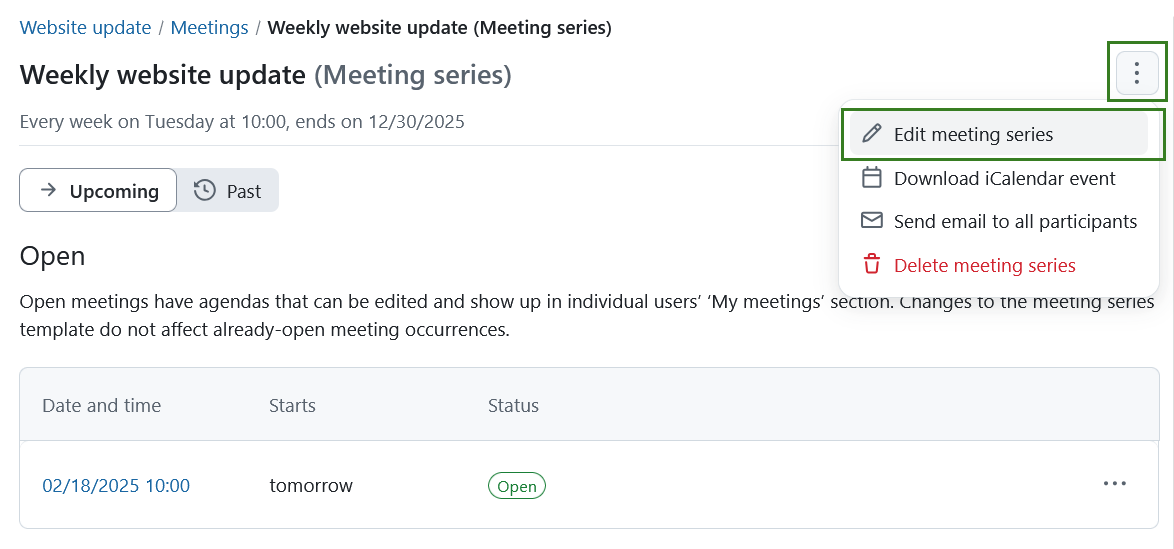 Website update / Meetings / Weekly website update (Meeting series)
Weekly website update (Meeting series)
Every week on Tuesday at 10:00, ends on 12/30/2025
Edit meeting series
Download iCalendar event
Send email to all participants
Delete meeting series
Upcoming
Past
Open
Open meetings have agendas that can be edited and show up in individual users’ ‘My meetings’ section. Changes to the meeting series
template do not affect already-open meeting occurrences.
Date and time Starts Status
02/18/2025 10:00 tomorrow Open